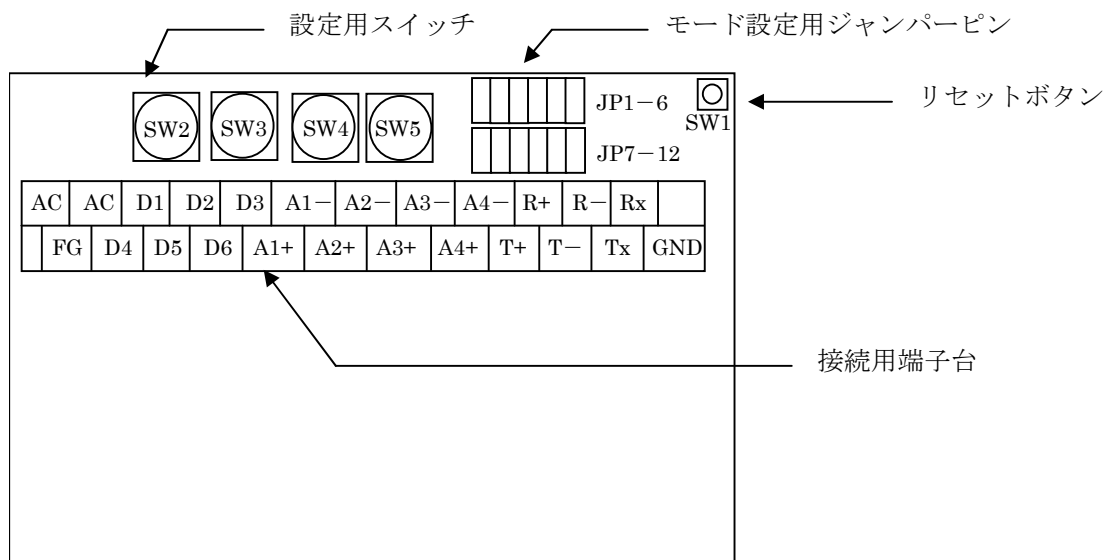 設定用スイッチ
モード設定用ジャンパーピン
リセットボタン
SW2 SW3 SW4 SW5
JP1－6
SW1
JP7－12
AC AC D1 D2 D3 A1－ A2－ A3－ A4－ R+ R－ Rx
FG D4 D5 D6 A1+ A2+ A3+ A4+ T+ T－ Tx GND
接続用端子台